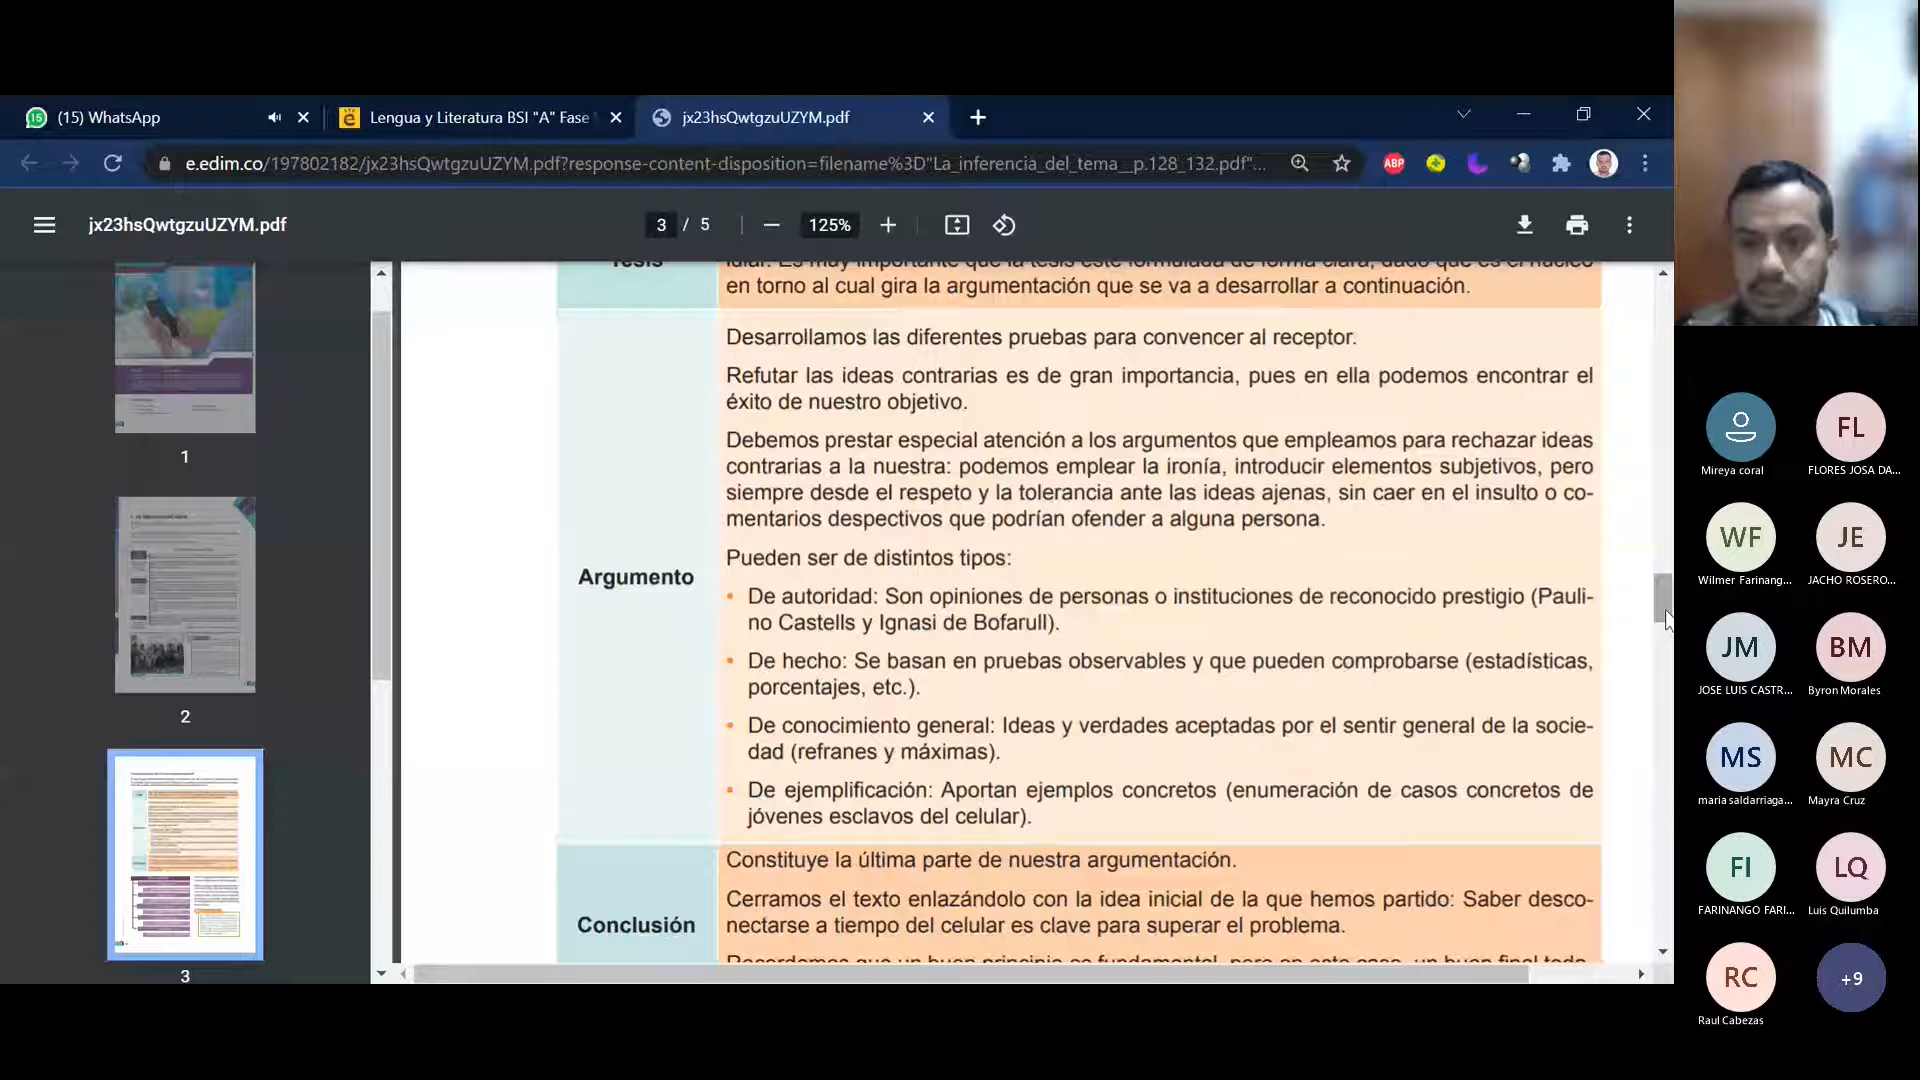 (15) WhatsApp
Lengua y Literatura BSI "A" Fase
jx23hsQwtgzuUZYM.pdf
e.edim.co/197802182/jx23hsQwtgzuUZYM.pdf?response-content-disposition=filename%3D"La_inferencia_del_tema__p.128_132.pdf"...
ABP
jx23hsQwtgzuUZYM.pdf
3 / 5
125%
1
2
3
Tesis
en torno al cual gira la argumentación que se va a desarrollar a continuación.
Argumento
Desarrollamos las diferentes pruebas para convencer al receptor.
Refutar las ideas contrarias es de gran importancia, pues en ella podemos encontrar el
éxito de nuestro objetivo.
Debemos prestar especial atención a los argumentos que empleamos para rechazar ideas
contrarias a la nuestra: podemos emplear la ironía, introducir elementos subjetivos, pero
siempre desde el respeto y la tolerancia ante las ideas ajenas, sin caer en el insulto o co-
mentarios despectivos que podrían ofender a alguna persona.
Pueden ser de distintos tipos:
• De autoridad: Son opiniones de personas o instituciones de reconocido prestigio (Pauli-
no Castells y Ignasi de Bofarull).
• De hecho: Se basan en pruebas observables y que pueden comprobarse (estadísticas,
porcentajes, etc.).
• De conocimiento general: Ideas y verdades aceptadas por el sentir general de la socie-
dad (refranes y máximas).
• De ejemplificación: Aportan ejemplos concretos (enumeración de casos concretos de
jóvenes esclavos del celular).
Conclusión
Constituye la última parte de nuestra argumentación.
Cerramos el texto enlazándolo con la idea inicial de la que hemos partido: Saber desco-
nectarse a tiempo del celular es clave para superar el problema.
Mireya coral
FL
FLORES JOSA DA...
WF
Wilmer Farinang...
JE
JACHO ROSERO...
JM
JOSE LUIS CASTR...
BM
Byron Morales
MS
maria saldarriaga...
MC
Mayra Cruz
FI
FARINANGO FARI...
LQ
Luis Quilumba
RC
Raul Cabezas
+9